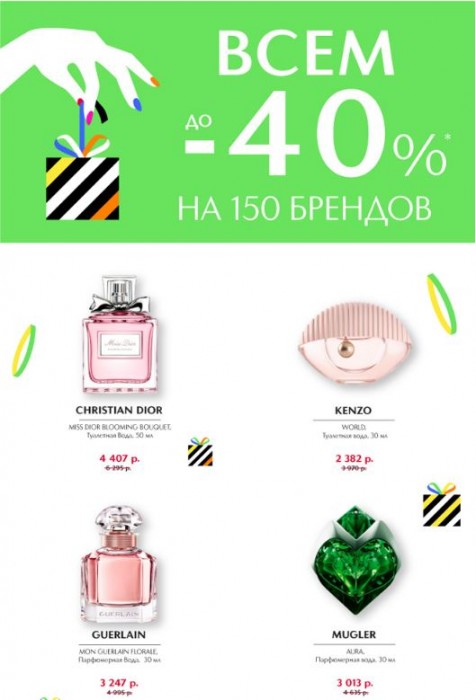 ВСЕМ
до
-40%*
НА 150 БРЕНДОВ
Miss Dior
CHRISTIAN DIOR
MISS DIOR BLOOMING BOUQUET,
Туалетная вода, 50 мл
4 407 р.
6 295 р.
KENZO
WORLD,
Туалетная вода, 30 мл
2 382 р.
3 970 р.
GUERLAIN
GUERLAIN
MON GUERLAIN FLORALE,
Парфюмерная вода, 30 мл
3 247 р.
4 995 р.
MUGLER
AURA,
Парфюмерная вода, 30 мл
3 013 р.
4 635 р.